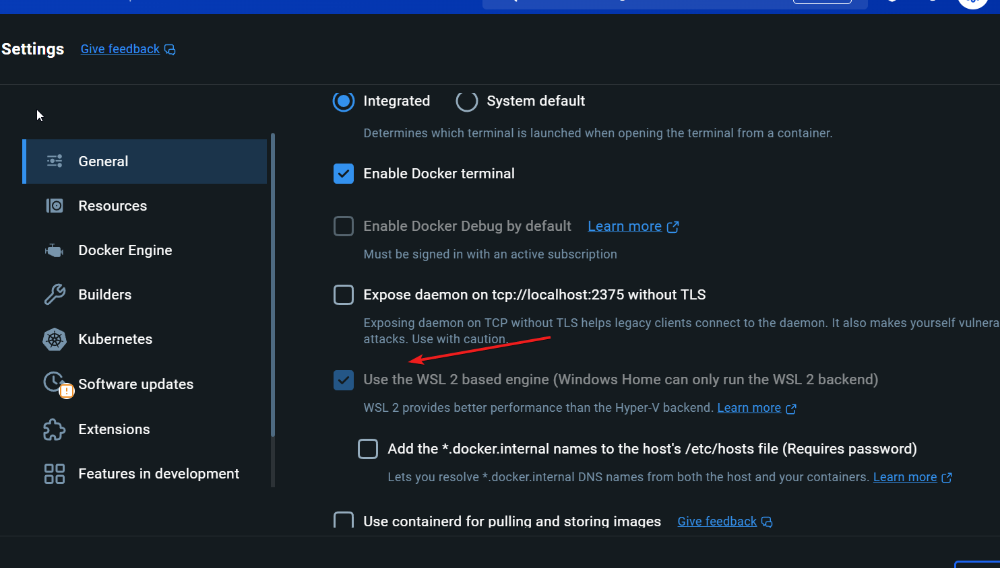 Settings Give feedback
Integrated System default
Determines which terminal is launched when opening the terminal from a container.
General
Enable Docker terminal
Resources
Enable Docker Debug by default Learn more
Docker Engine
Must be signed in with an active subscription
Builders
Expose daemon on tcp://localhost:2375 without TLS
Exposing daemon on TCP without TLS helps legacy clients connect to the daemon. It also makes yourself vulnera
Kubernetes
attacks. Use with caution.
Software updates
Use the WSL 2 based engine (Windows Home can only run the WSL 2 backend)
WSL 2 provides better performance than the Hyper-V backend. Learn more
Extensions
Add the *.docker.internal names to the host's /etc/hosts file (Requires password)
Features in development
Lets you resolve *.docker.internal DNS names from both the host and your containers. Learn more
Use containerd for pulling and storing images Give feedback